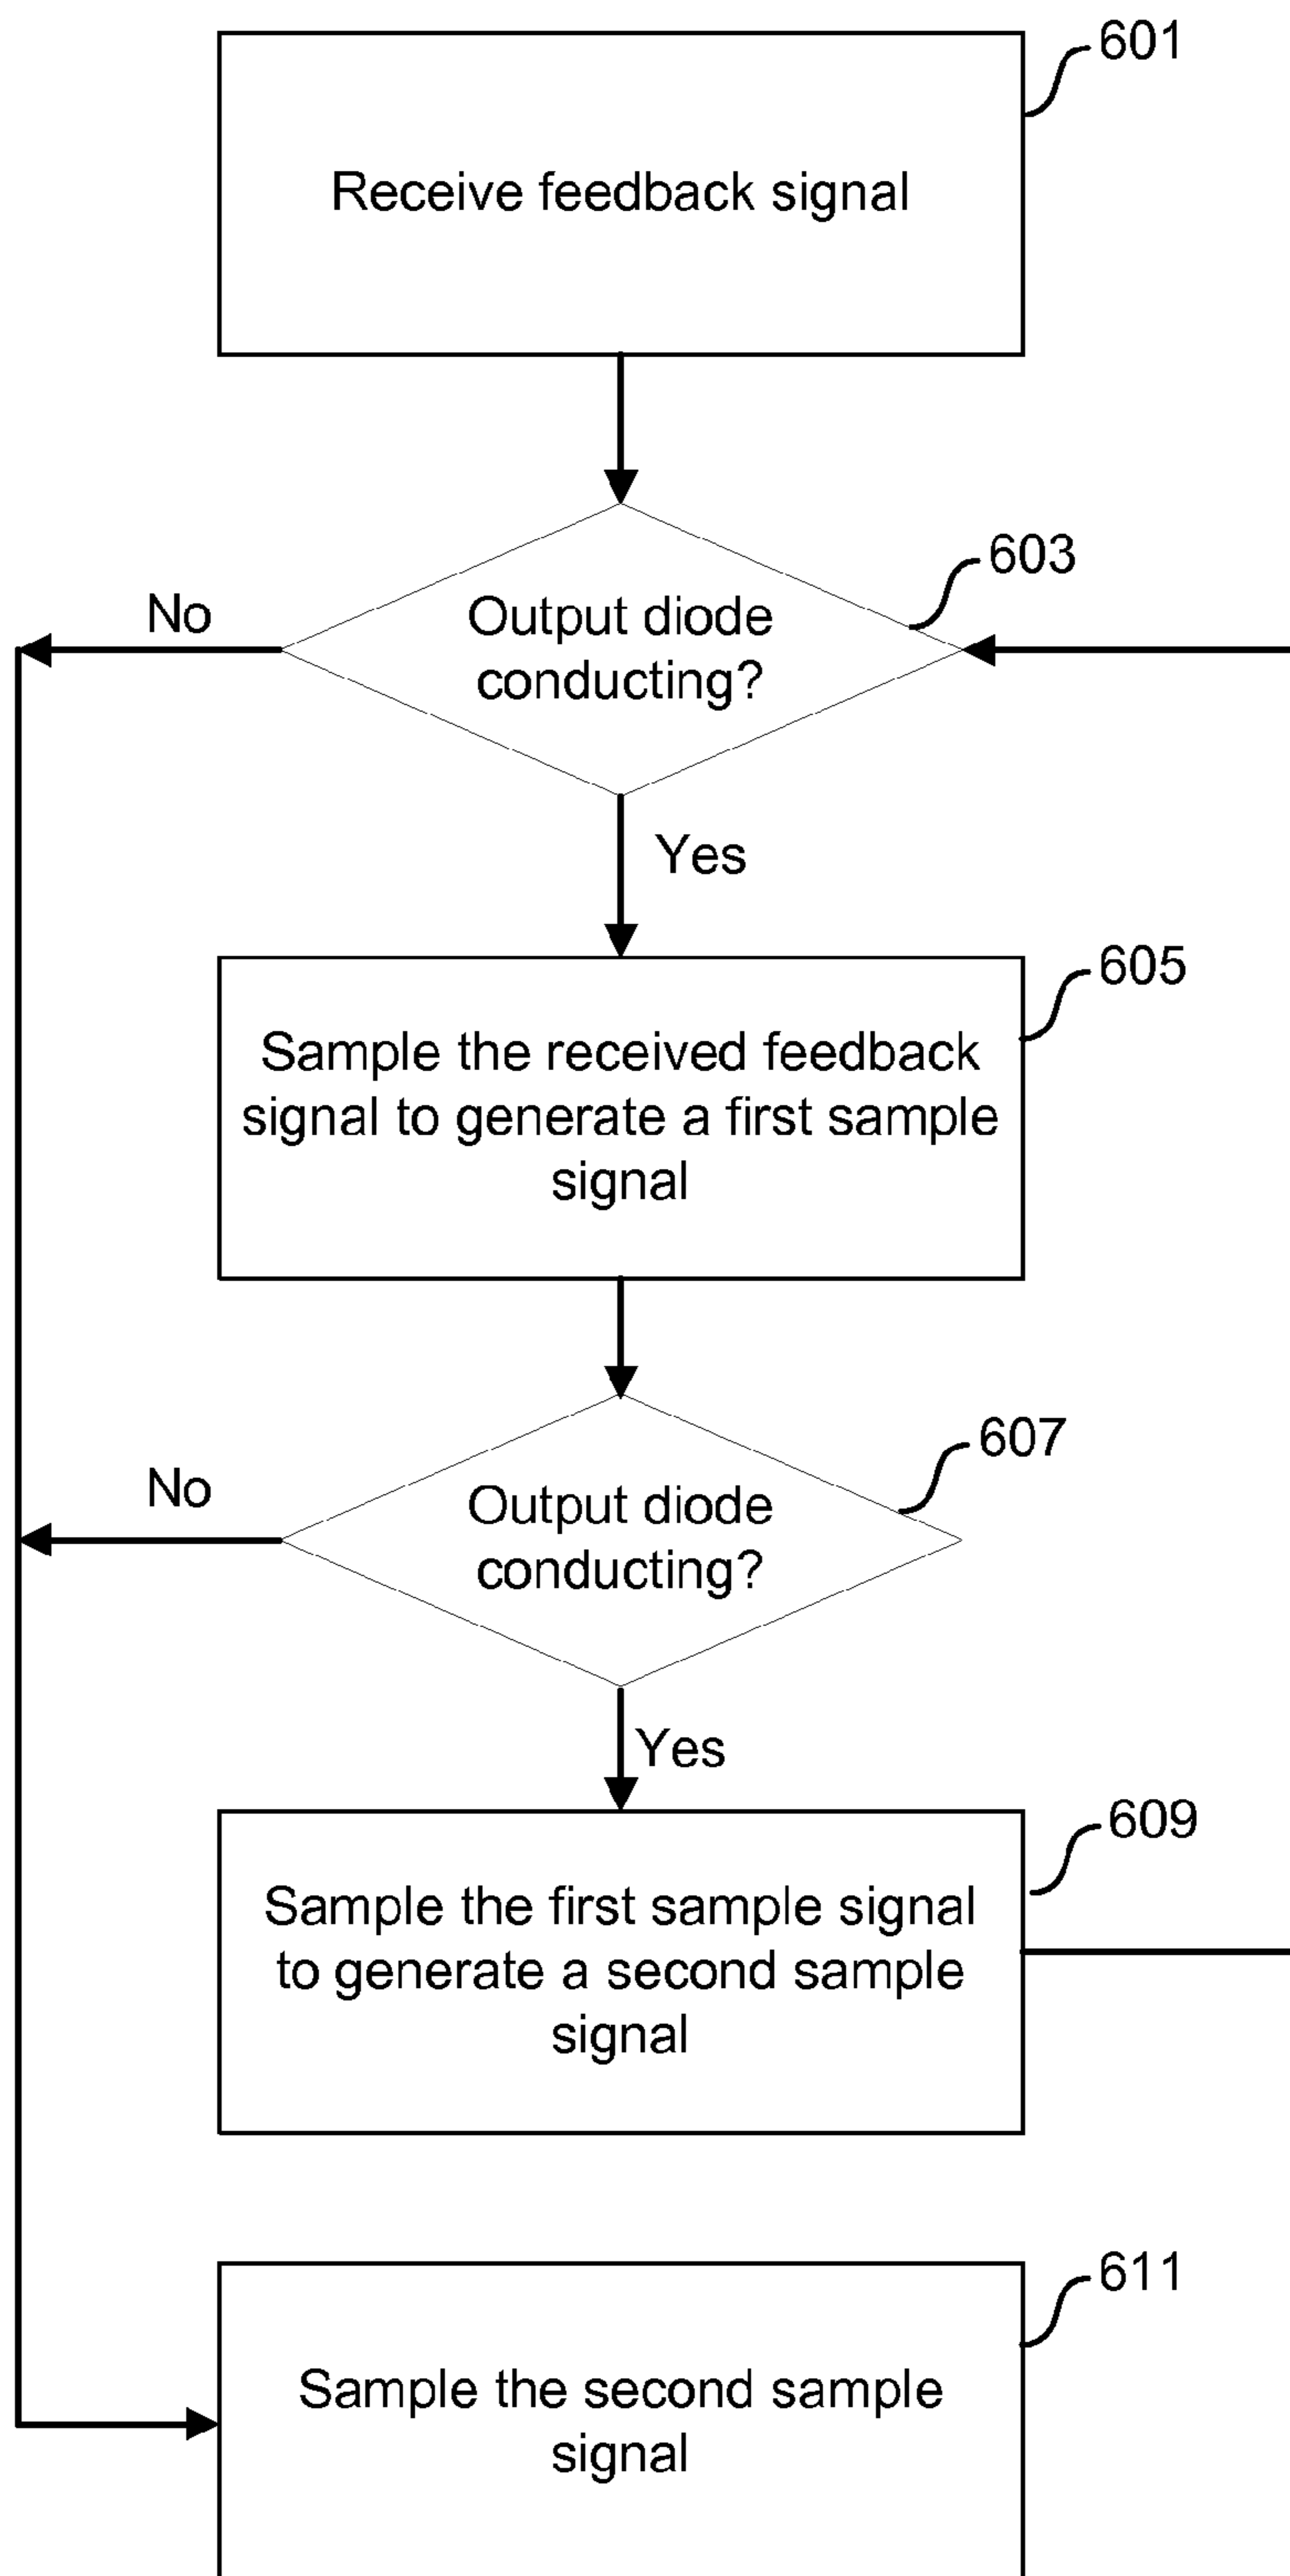 601
Receive feedback signal
603
No
Output diode
conducting?
Yes
605
Sample the received feedback
signal to generate a first sample
signal
607
No
Output diode
conducting?
Yes
609
Sample the first sample signal
to generate a second sample
signal
611
Sample the second sample
signal